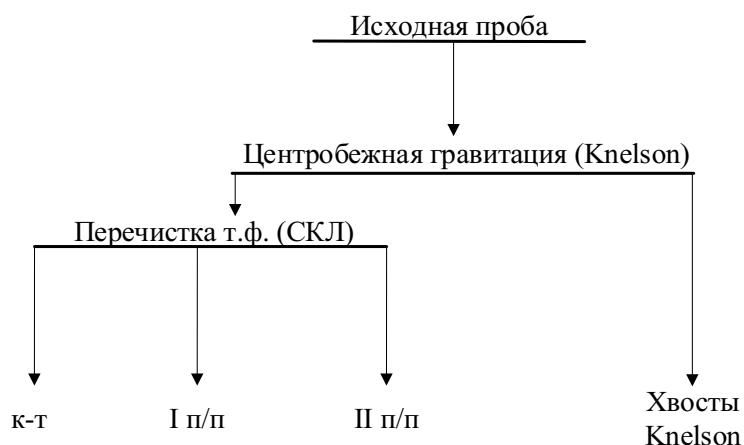 Исходная проба
Центробежная гравитация (Knelson)
Перечистка т.ф. (СКЛ)
к-т
I п/п
II п/п
Хвосты
Knelson